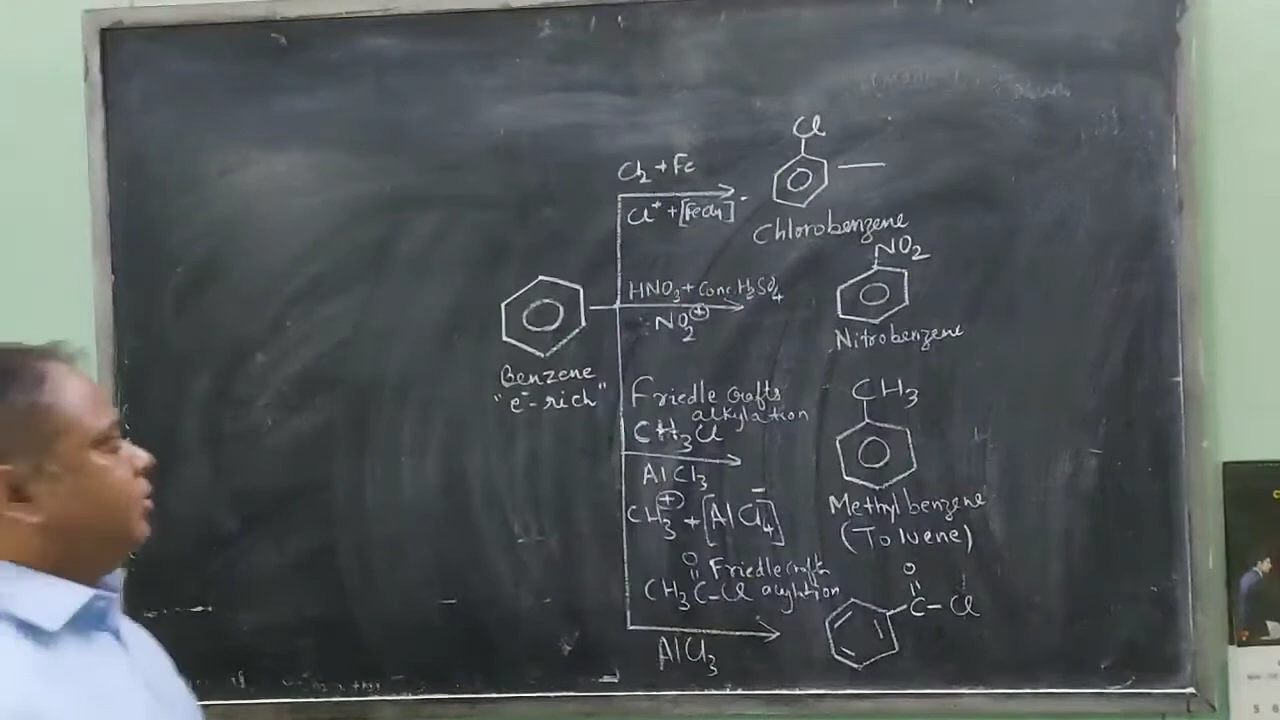 Cl
Cl2 + Fe
Cl+ + [FeCl4]-
Chlorobenzene
NO2
HNO3 + Conc. H2SO4
NO2⊕
Nitrobenzene
Benzene
"e- rich"
Friedle Crafts
alkylation
CH3Cl
AlCl3
CH3⊕ + [AlCl4]-
CH3
Methyl benzene
(Toluene)
O
Friedle Crafts
CH3C-Cl acylation
AlCl3
O
C-Cl